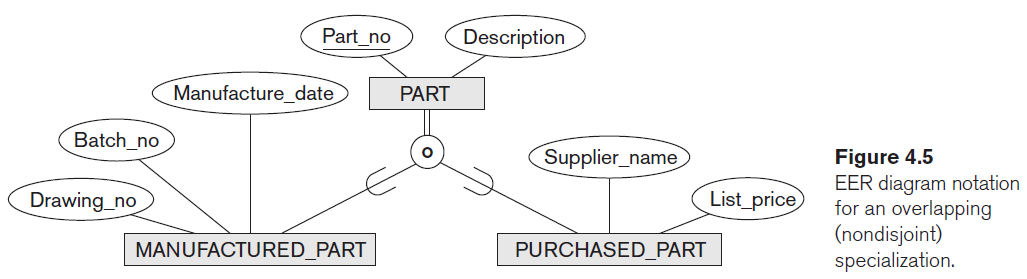 Part_no
Description
Manufacture_date
PART
Batch_no
o
Supplier_name
Drawing_no
List_price
MANUFACTURED_PART
PURCHASED_PART
Figure 4.5
EER diagram notation
for an overlapping
(nondisjoint)
specialization.